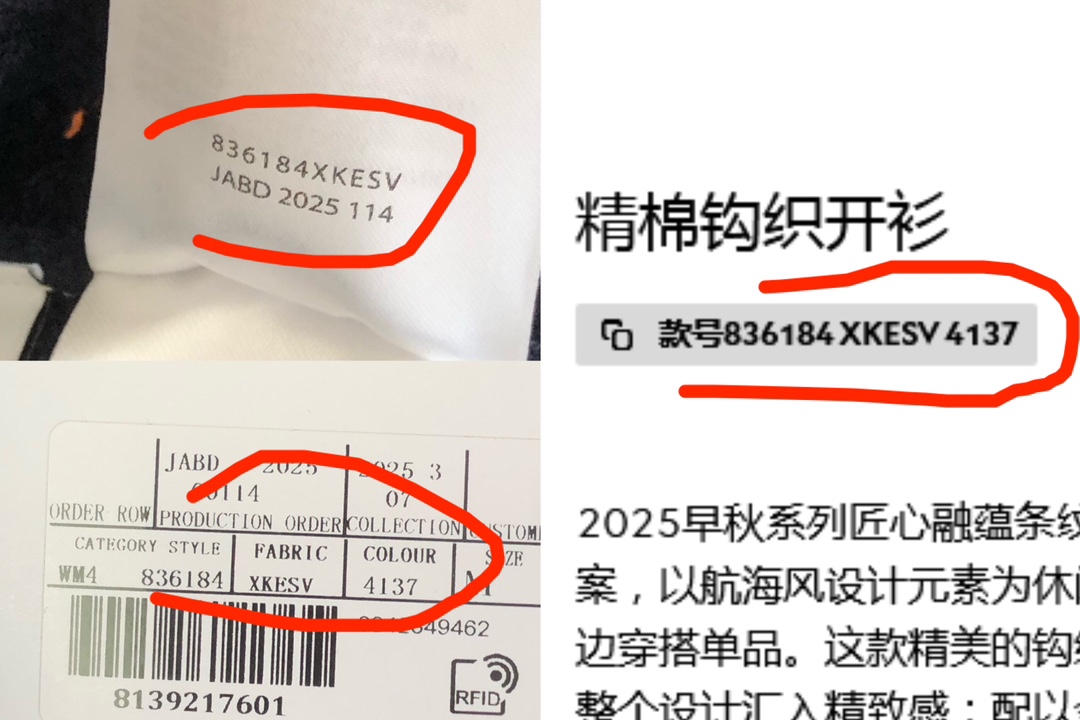 836184XKESV
JABD 2025 114
JABD 2025
00114
2025 3
07
ORDER ROW
PRODUCTION ORDER
COLLECTION
CATEGORY STYLE
FABRIC
COLOUR
WM4 836184
XKESV
4137
8139217601
RFID
精棉钩织开衫
款号836184 XKESV 4137
2025早秋系列匠心融蕴条纹
案，以航海风设计元素为休闲
边穿搭单品。这款精美的钩织
整个设计汇入精致感；配以